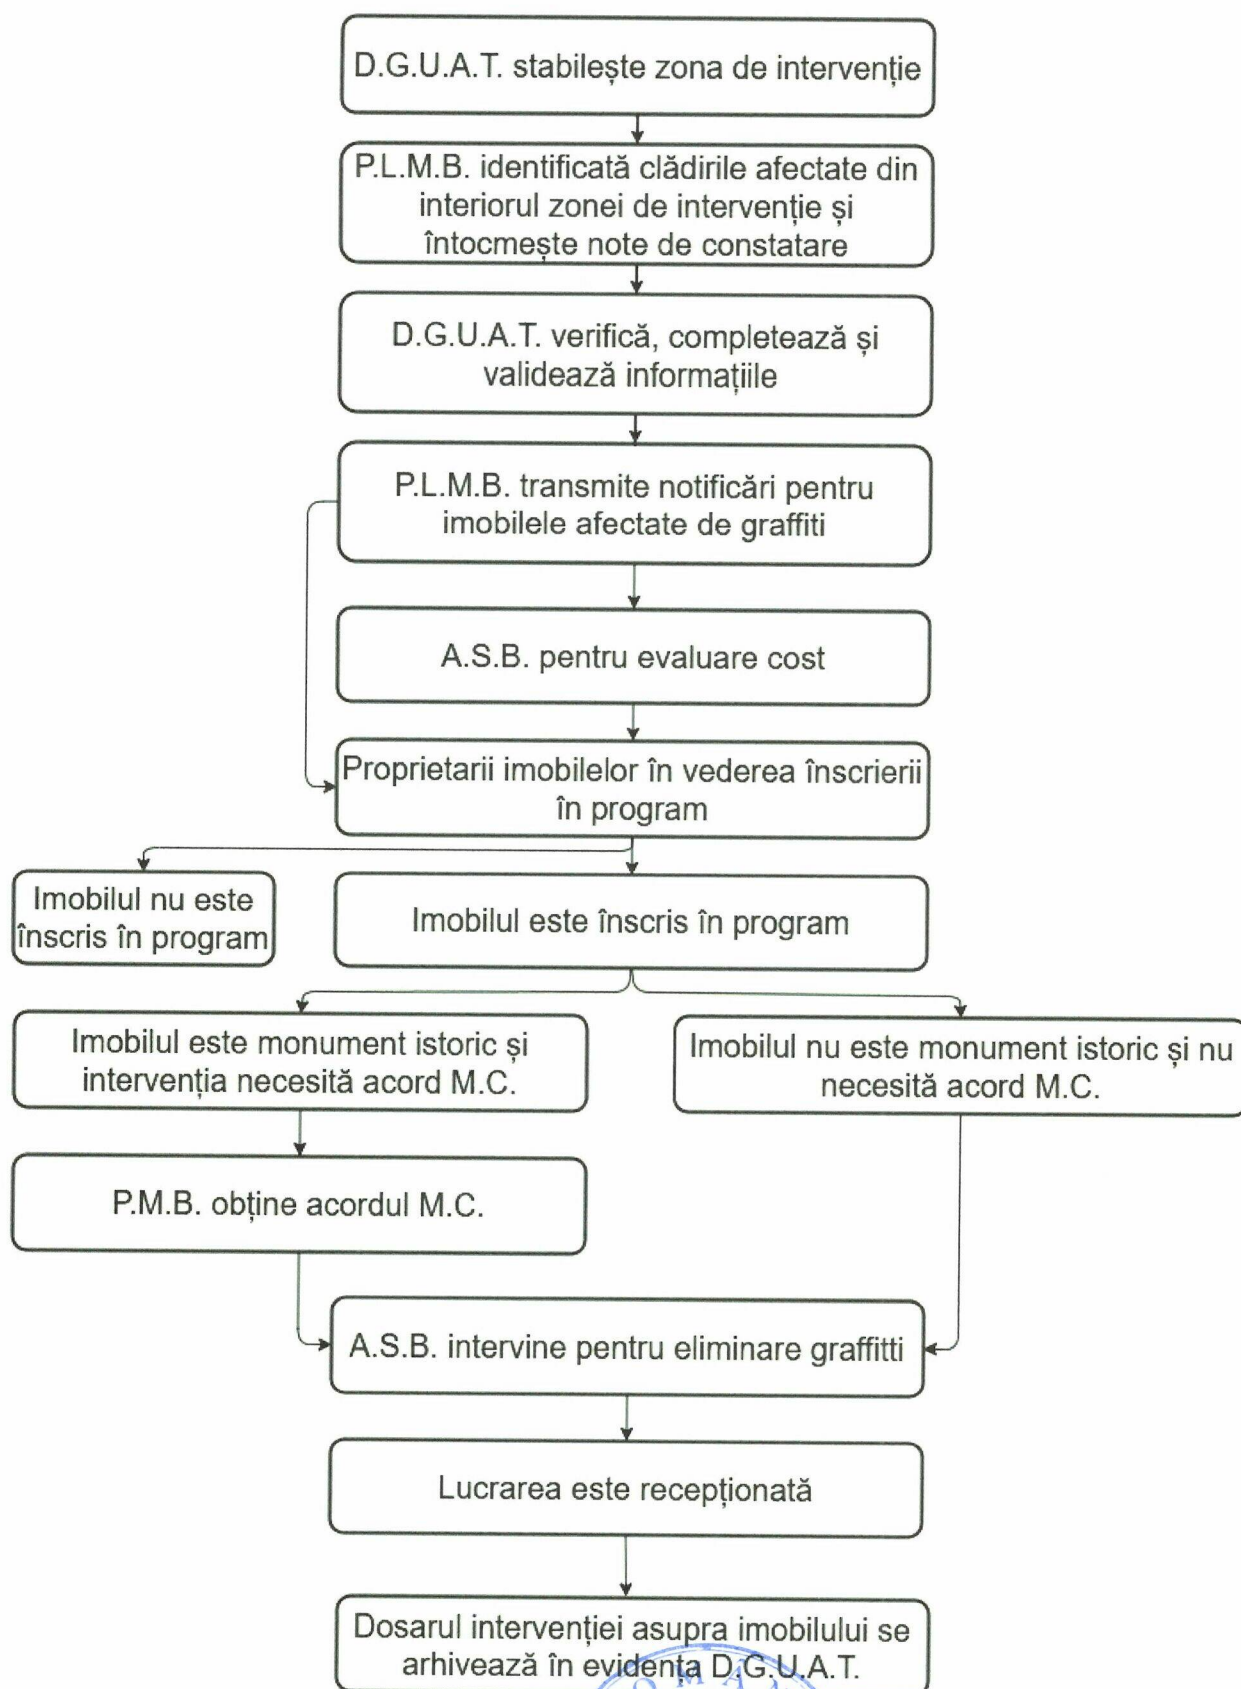 D.G.U.A.T. stabilește zona de intervenție
P.L.M.B. identificată clădirile afectate din
interiorul zonei de intervenție și
întocmește note de constatare
D.G.U.A.T. verifică, completează și
validează informațiile
P.L.M.B. transmite notificări pentru
imobilele afectate de graffiti
A.S.B. pentru evaluare cost
Proprietarii imobilelor în vederea înscrierii
în program
Imobilul nu este
înscris în program
Imobilul este înscris în program
Imobilul este monument istoric și
intervenția necesită acord M.C.
Imobilul nu este monument istoric și nu
necesită acord M.C.
P.M.B. obține acordul M.C.
A.S.B. intervine pentru eliminare graffitti
Lucrarea este recepționată
Dosarul intervenției asupra imobilului se
arhivează în evidența D.G.U.A.T.